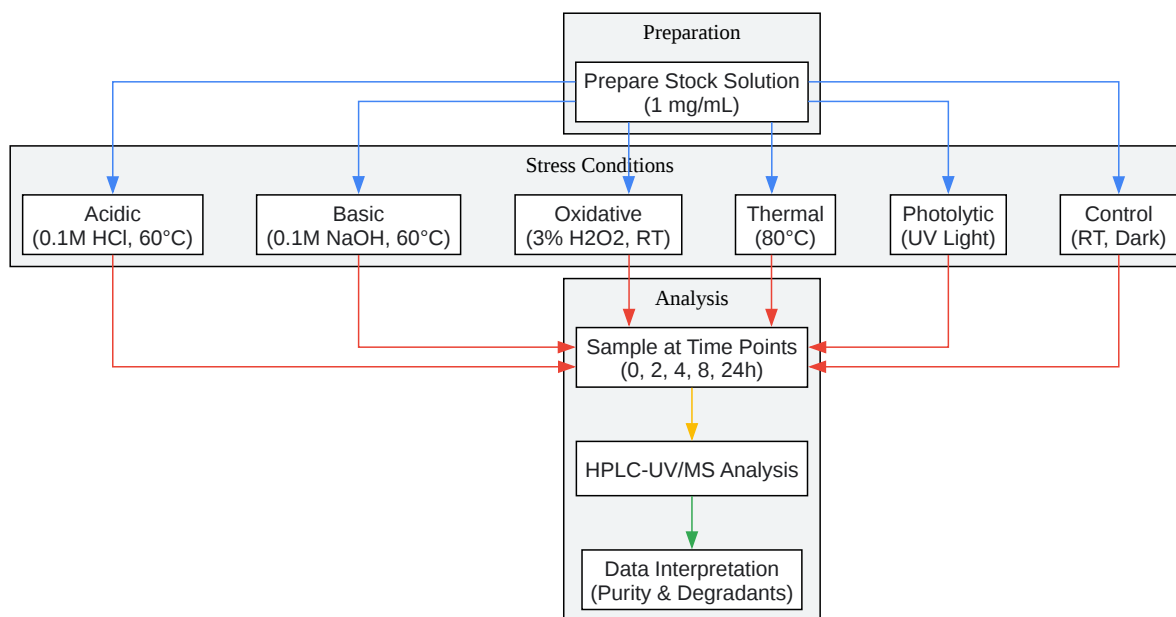 Preparation
Prepare Stock Solution
(1 mg/mL)
Stress Conditions
Acidic
(0.1M HCl, 60°C)
Basic
(0.1M NaOH, 60°C)
Oxidative
(3% H2O2, RT)
Thermal
(80°C)
Photolytic
(UV Light)
Control
(RT, Dark)
Analysis
Sample at Time Points
(0, 2, 4, 8, 24h)
HPLC-UV/MS Analysis
Data Interpretation
(Purity & Degradants)